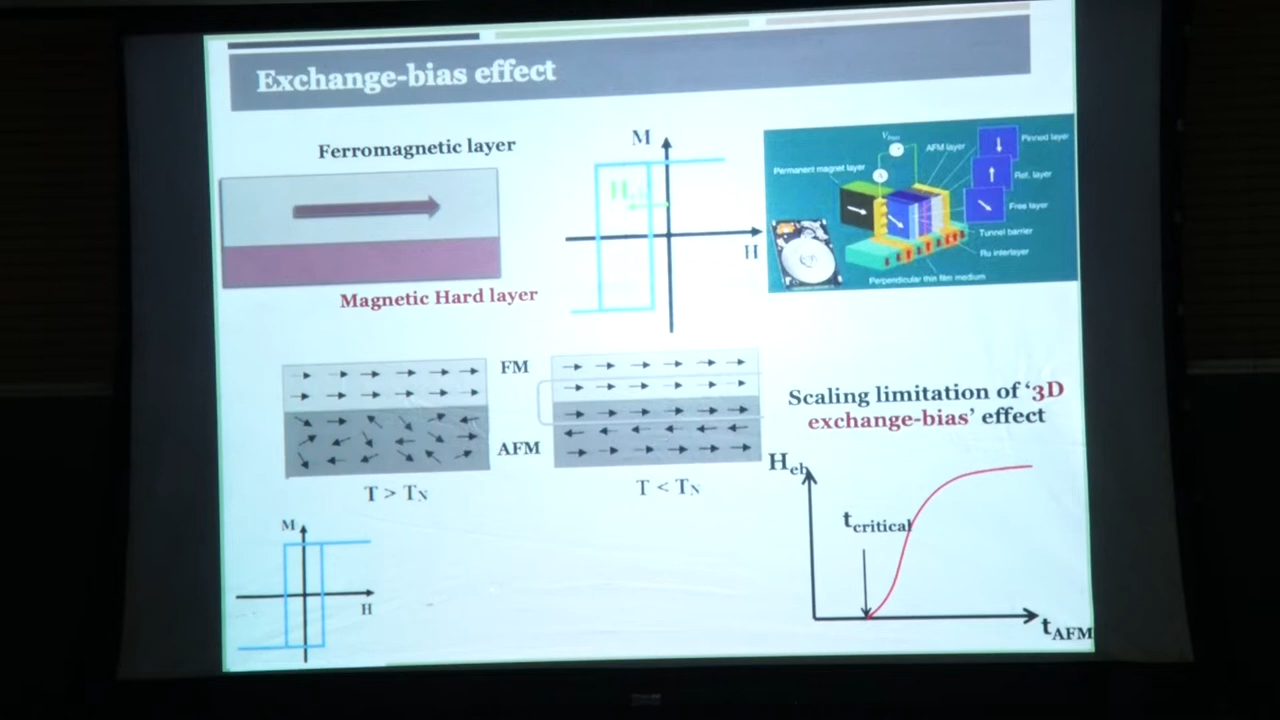 Exchange-bias effect
Ferromagnetic layer
Magnetic Hard layer
M
H
Permanent magnet layer
AFM layer
Pinned layer
Ref. layer
Free layer
Tunnel barrier
Ru interlayer
Perpendicular thin film medium
A
FM
AFM
T > TN
T < TN
M
H
Scaling limitation of ‘3D
exchange-bias’ effect
Heb
tcritical
tAFM